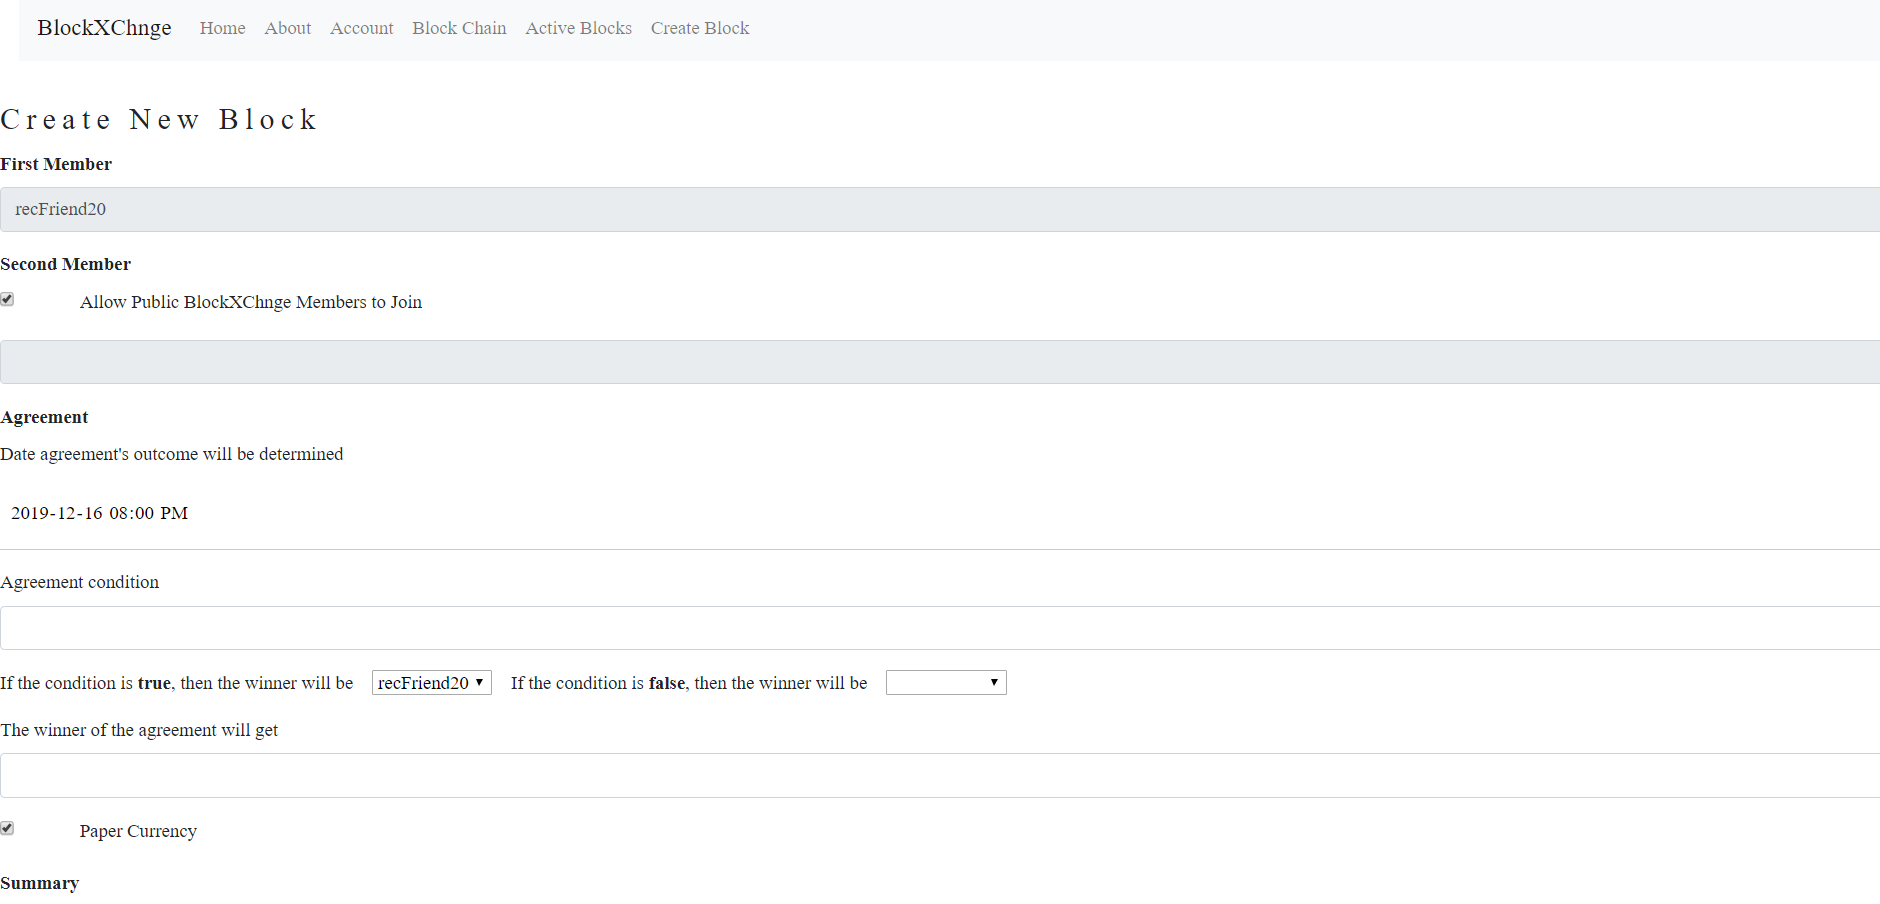 BlockXChnge Home About Account Block Chain Active Blocks Create Block
Create New Block
First Member
recFriend20
Second Member
Allow Public BlockXChnge Members to Join
Agreement
Date agreement's outcome will be determined
2019-12-16 08:00 PM
Agreement condition
If the condition is true, then the winner will be recFriend20 If the condition is false, then the winner will be
The winner of the agreement will get
Paper Currency
Summary